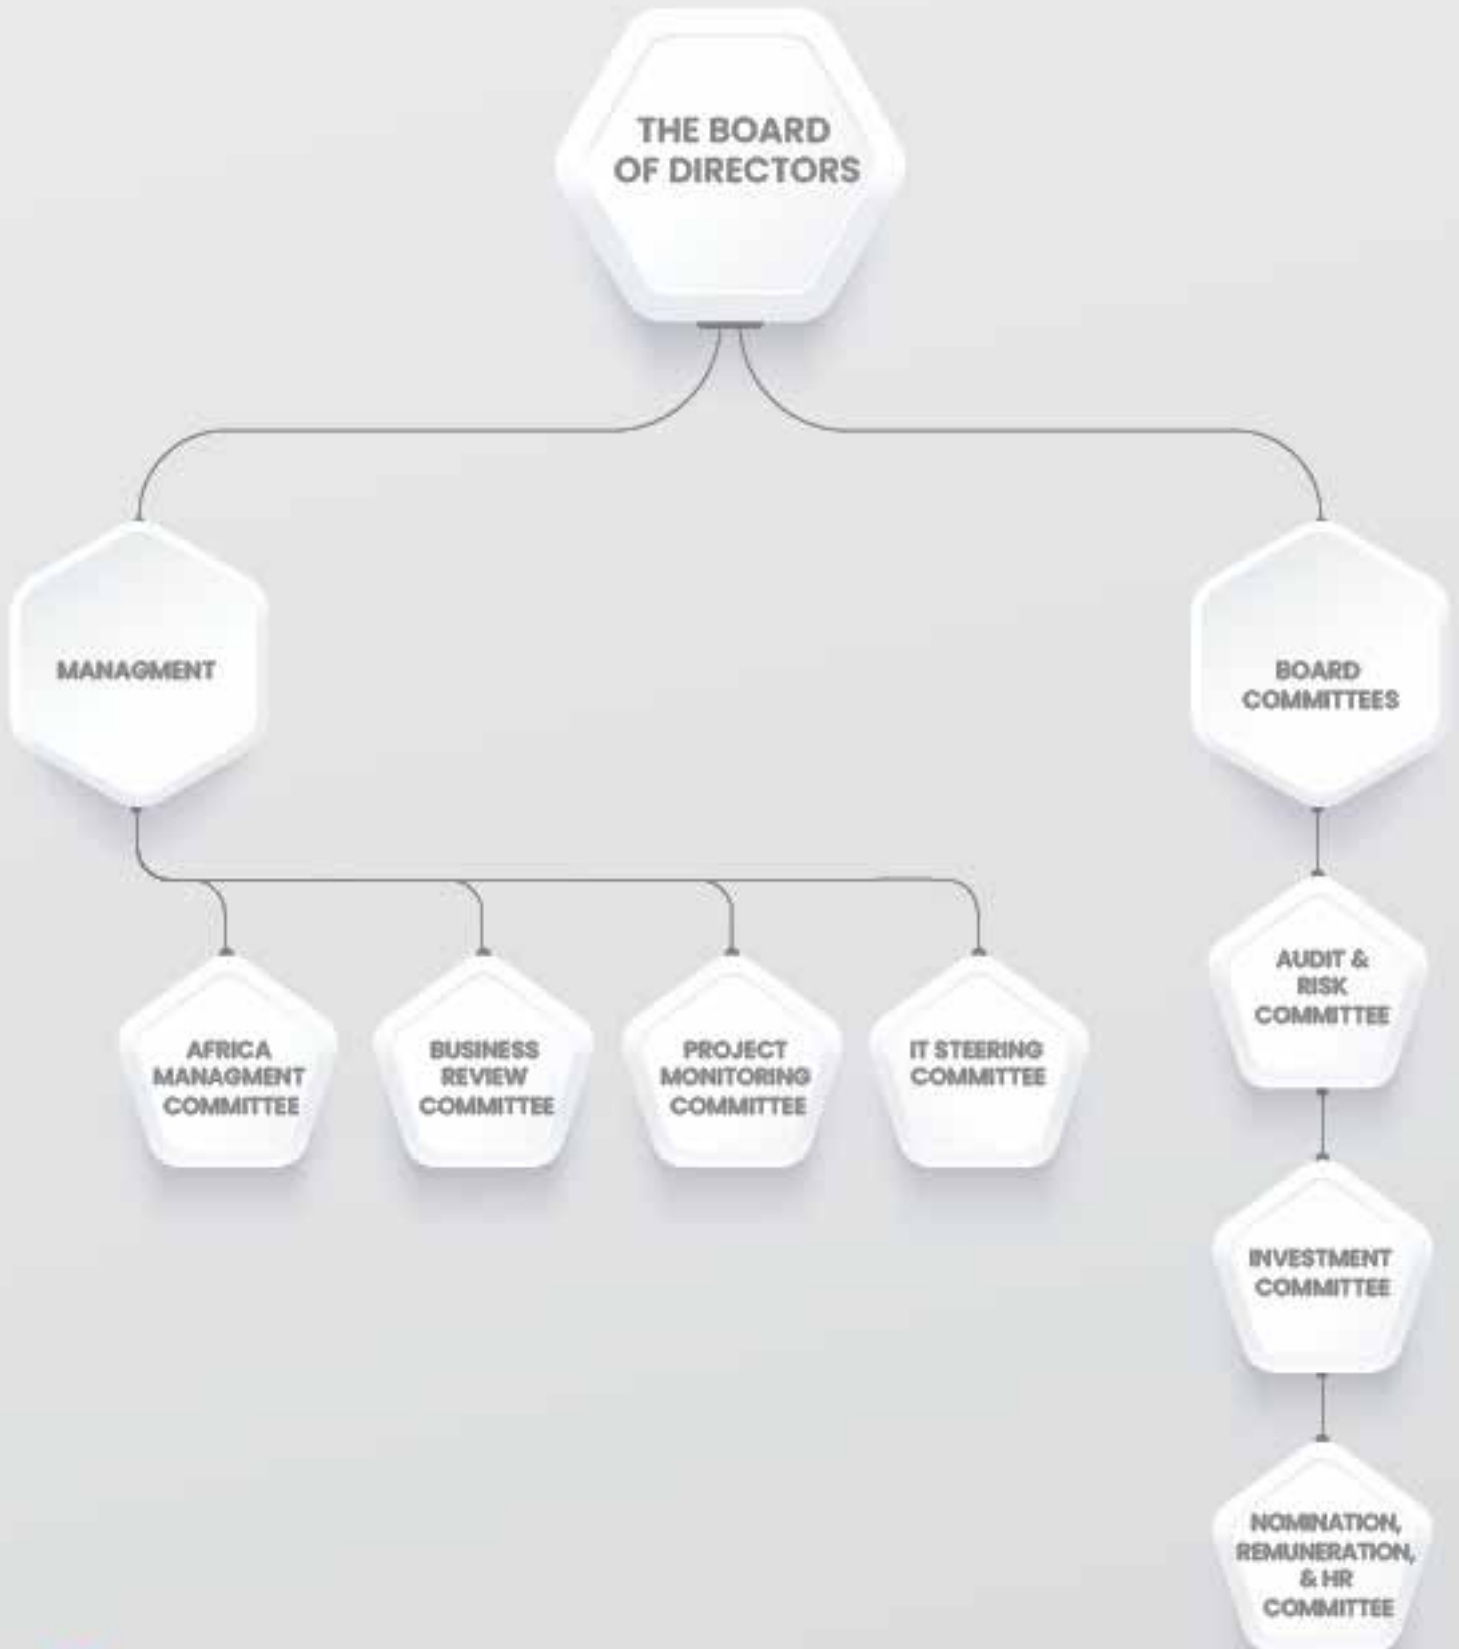 THE BOARD
OF DIRECTORS
MANAGMENT
BOARD
COMMITTEES
AFRICA
MANAGMENT
COMMITTEE
BUSINESS
REVIEW
COMMITTEE
PROJECT
MONITORING
COMMITTEE
IT STEERING
COMMITTEE
AUDIT &
RISK
COMMITTEE
INVESTMENT
COMMITTEE
NOMINATION,
REMUNERATION,
& HR
COMMITTEE